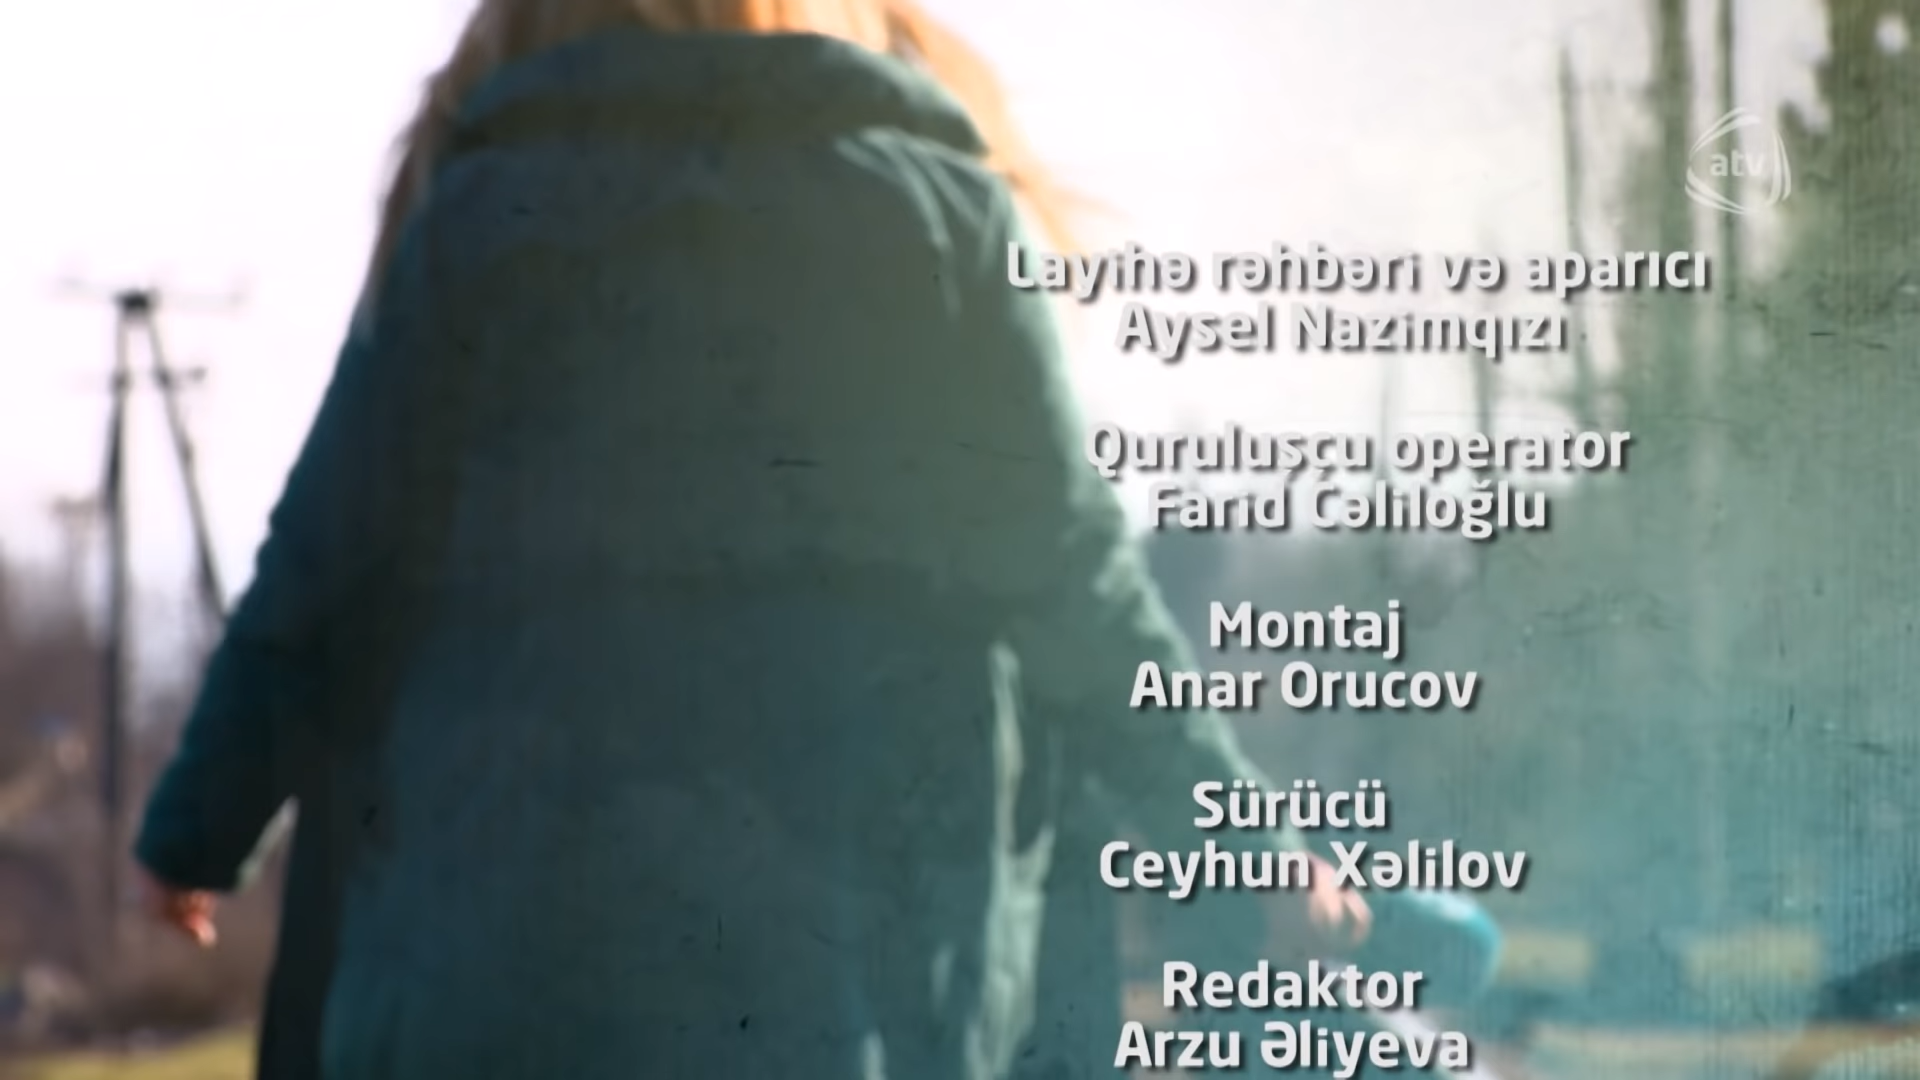 atv
Layihə rəhbəri və aparıcı
Aysel Nazimqızı
Quruluşçu operator
Farid Cəliloğlu
Montaj
Anar Orucov
Sürücü
Ceyhun Xəlilov
Redaktor
Arzu Əliyeva